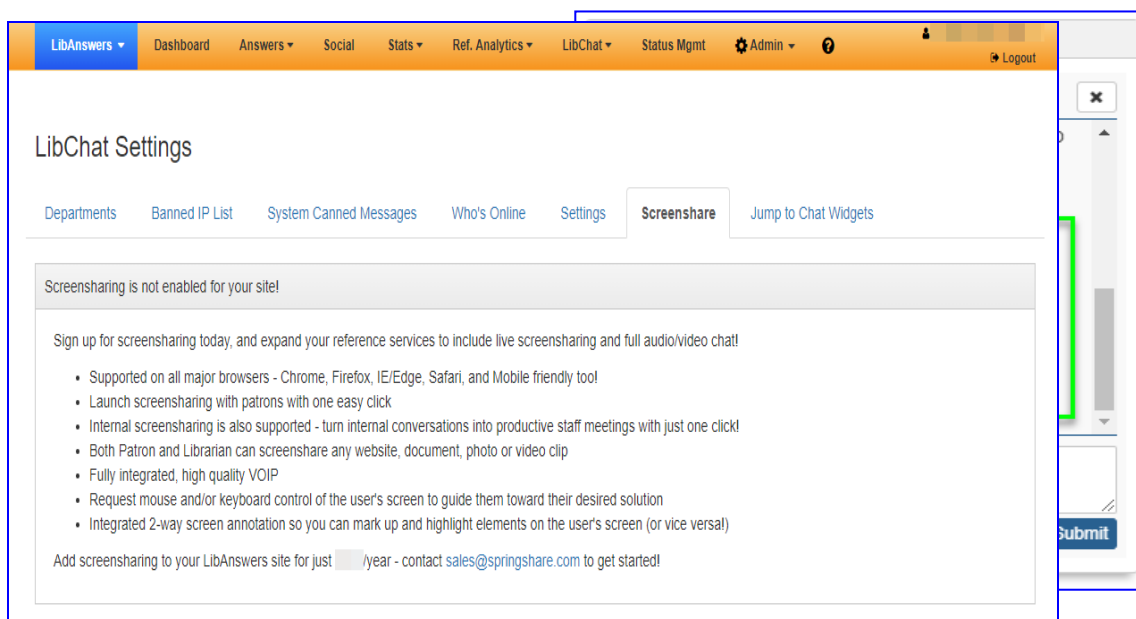 LibAnswers Dashboard Answers Social Stats Ref. Analytics LibChat Status Mgmt Admin
Logout
LibChat Settings
Departments Banned IP List System Canned Messages Who's Online Settings Screenshare Jump to Chat Widgets
Screensharing is not enabled for your site!
Sign up for screensharing today, and expand your reference services to include live screensharing and full audio/video chat!
• Supported on all major browsers - Chrome, Firefox, IE/Edge, Safari, and Mobile friendly too!
• Launch screensharing with patrons with one easy click
• Internal screensharing is also supported - turn internal conversations into productive staff meetings with just one click!
• Both Patron and Librarian can screenshare any website, document, photo or video clip
• Fully integrated, high quality VOIP
• Request mouse and/or keyboard control of the user's screen to guide them toward their desired solution
• Integrated 2-way screen annotation so you can mark up and highlight elements on the user's screen (or vice versa!)
Submit
Add screensharing to your LibAnswers site for just /year - contact sales@springshare.com to get started!